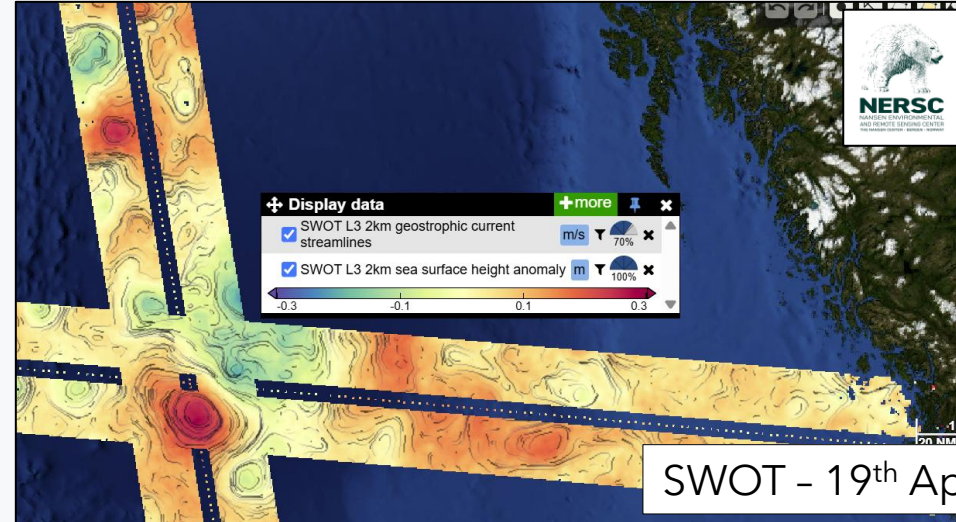 NERSC
NANSEN ENVIRONMENTAL
AND REMOTE SENSING CENTER
Display data
+more
SWOT L3 2km geostrophic current
streamlines
m/s
70%
SWOT L3 2km sea surface height anomaly
m
100%
-0.3 -0.1 0.1 0.3
20 NM
SWOT – 19th Ap